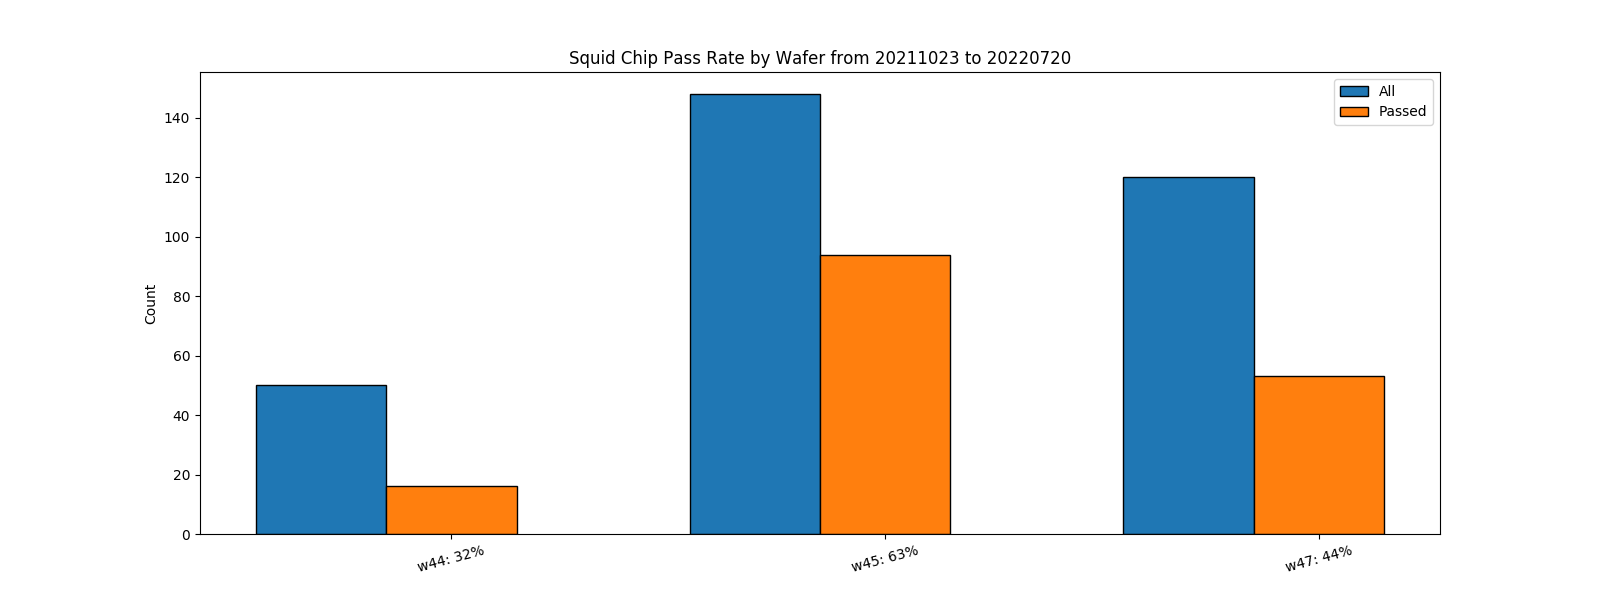 Squid Chip Pass Rate by Wafer from 20211023 to 20220720
All
Passed
Count
140
120
100
80
60
40
20
0
w44: 32%
w45: 63%
w47: 44%